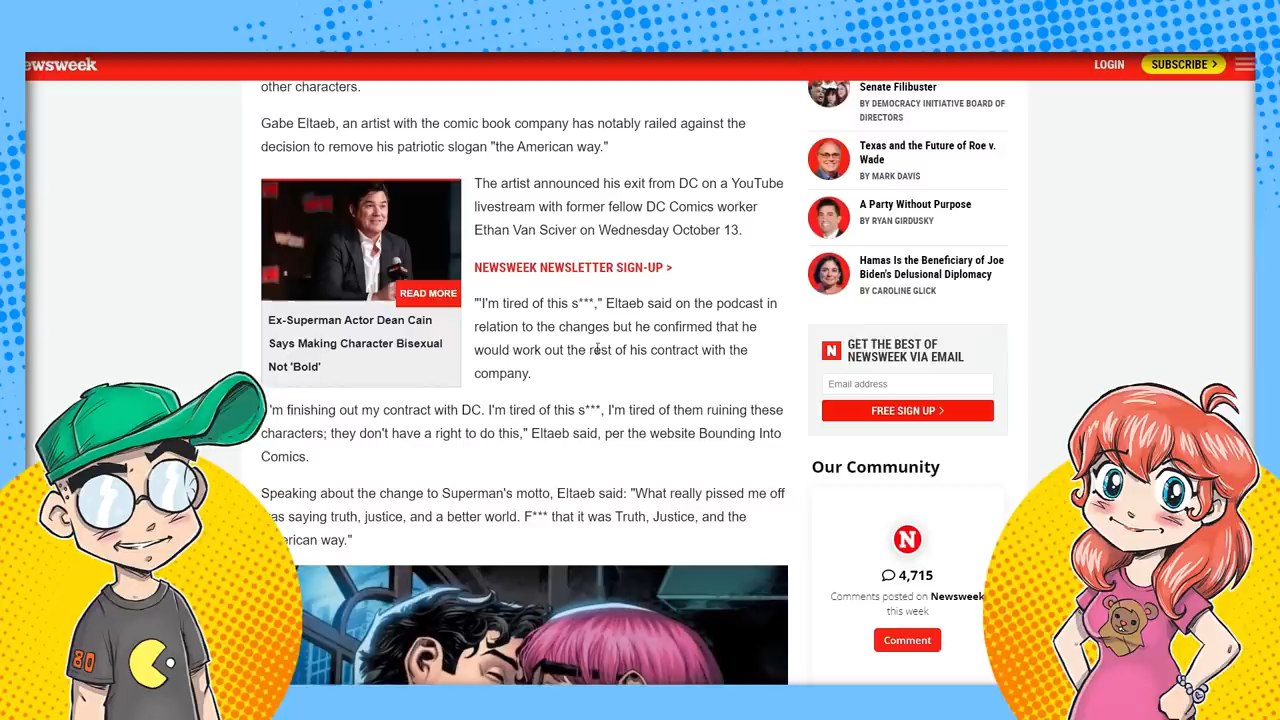 ewsweek
LOGIN
SUBSCRIBE >
other characters.
Gabe Eltaeb, an artist with the comic book company has notably railed against the
decision to remove his patriotic slogan "the American way."
READ MORE
Ex-Superman Actor Dean Cain
Says Making Character Bisexual
Not 'Bold'
The artist announced his exit from DC on a YouTube
livestream with former fellow DC Comics worker
Ethan Van Sciver on Wednesday October 13.
NEWSWEEK NEWSLETTER SIGN-UP >
"'I'm tired of this s***," Eltaeb said on the podcast in
relation to the changes but he confirmed that he
would work out the rest of his contract with the
company.
'm finishing out my contract with DC. I'm tired of this s***, I'm tired of them ruining these
characters; they don't have a right to do this," Eltaeb said, per the website Bounding Into
Comics.
Speaking about the change to Superman's motto, Eltaeb said: "What really pissed me off
as saying truth, justice, and a better world. F*** that it was Truth, Justice, and the
erican way."
Senate Filibuster
BY DEMOCRACY INITIATIVE BOARD OF
DIRECTORS
Texas and the Future of Roe v.
Wade
BY MARK DAVIS
A Party Without Purpose
BY RYAN GIRDUSKY
Hamas Is the Beneficiary of Joe
Biden's Delusional Diplomacy
BY CAROLINE GLICK
N
GET THE BEST OF
NEWSWEEK VIA EMAIL
Email address
FREE SIGN UP >
Our Community
N
4,715
Comments posted on Newsweek
this week
Comment
80